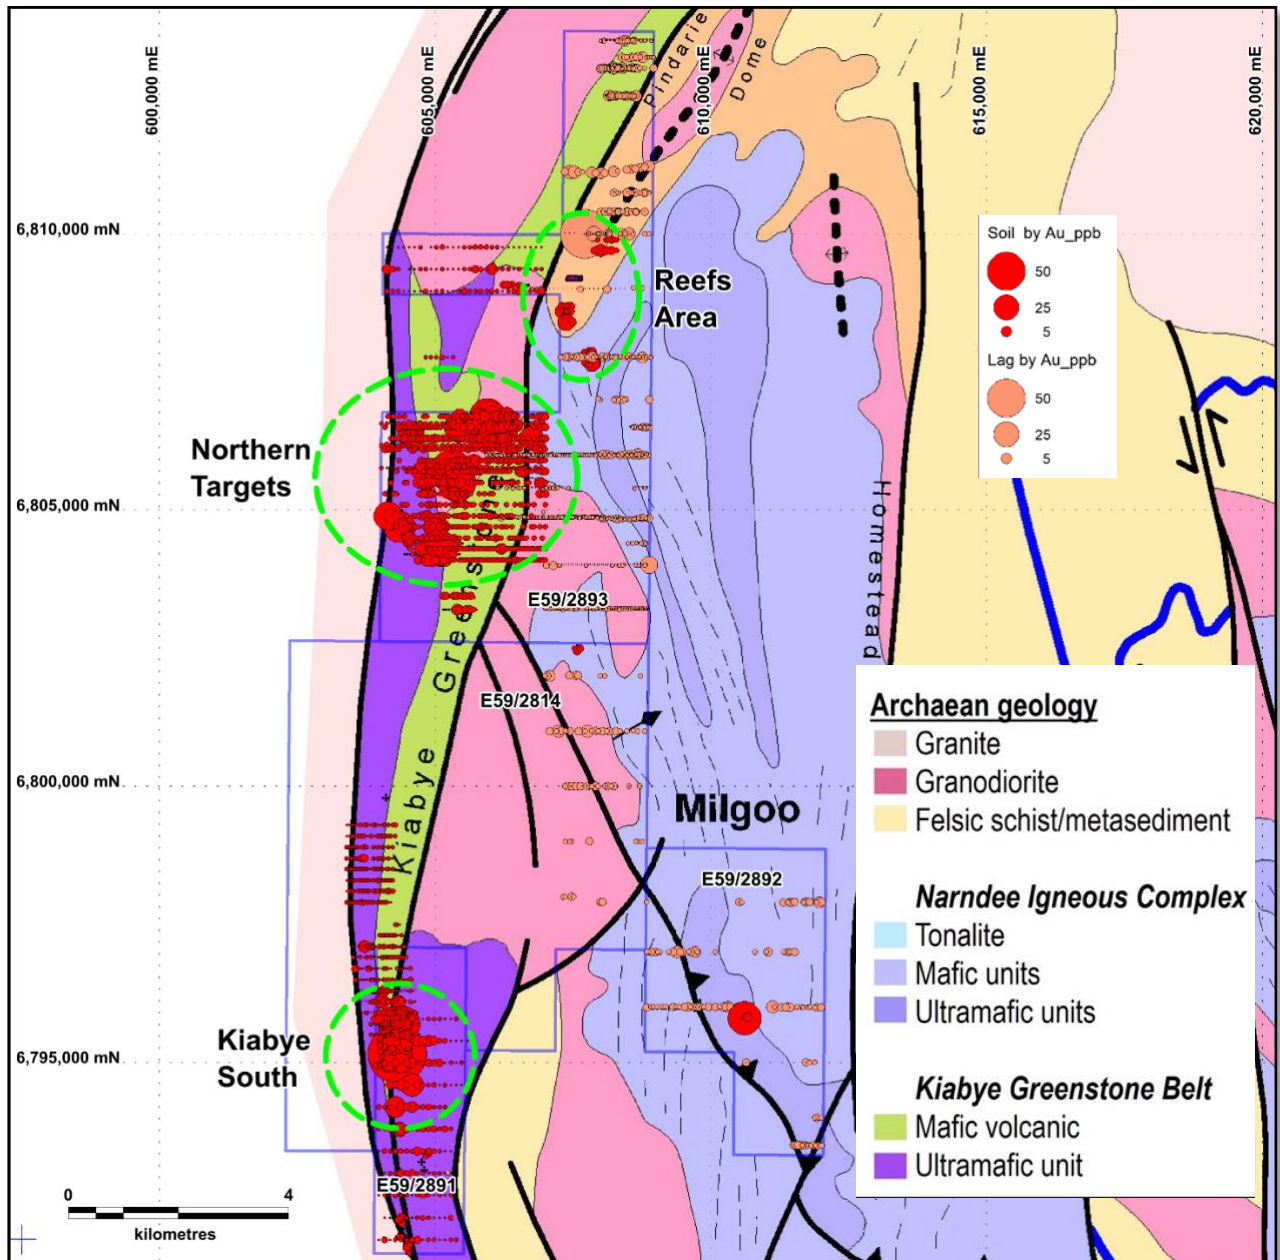 600,000 mE
605,000 mE
610,000 mE
615,000 mE
620,000 mE
Pindarie
Dome
6,810,000 mN
Soil by Au_ppb
50
25
5
Lag by Au_ppb
50
25
5
Reefs
Area
Northern
Targets
6,805,000 mN
Homestead
E59/2893
E59/2814
Kiabye Greenstone
6,800,000 mN
Milgoo
E59/2892
Archaean geology
Granite
Granodiorite
Felsic schist/metasediment
Narndee Igneous Complex
Tonalite
Mafic units
Ultramafic units
Kiabye Greenstone Belt
Mafic volcanic
Ultramafic unit
Kiabye
South
6,795,000 mN
E59/2891
0 4
kilometres